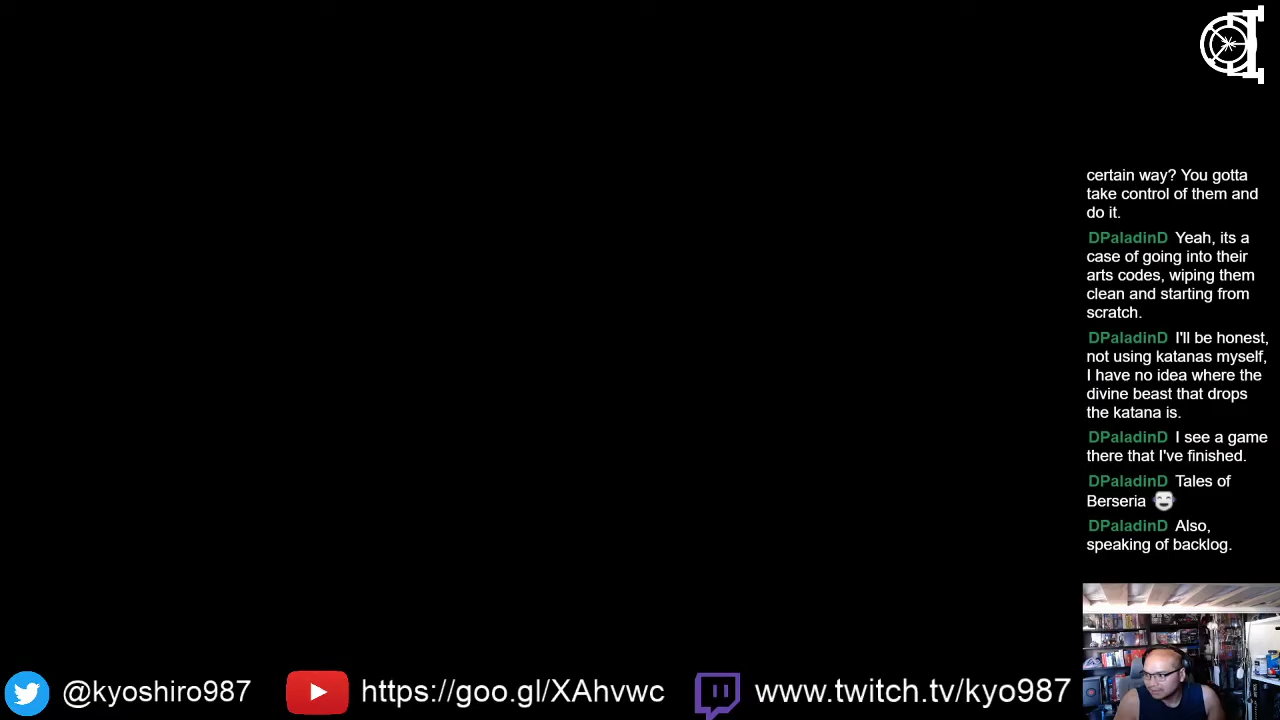 certain way? You gotta
take control of them and
do it.
DPaladinD Yeah, its a
case of going into their
arts codes, wiping them
clean and starting from
scratch.
DPaladinD I'll be honest,
not using katanas myself,
I have no idea where the
divine beast that drops
the katana is.
DPaladinD I see a game
there that I've finished.
DPaladinD Tales of
Berseria
DPaladinD Also,
speaking of backlog.
@kyoshiro987 https://goo.gl/XAhvwc www.twitch.tv/kyo987